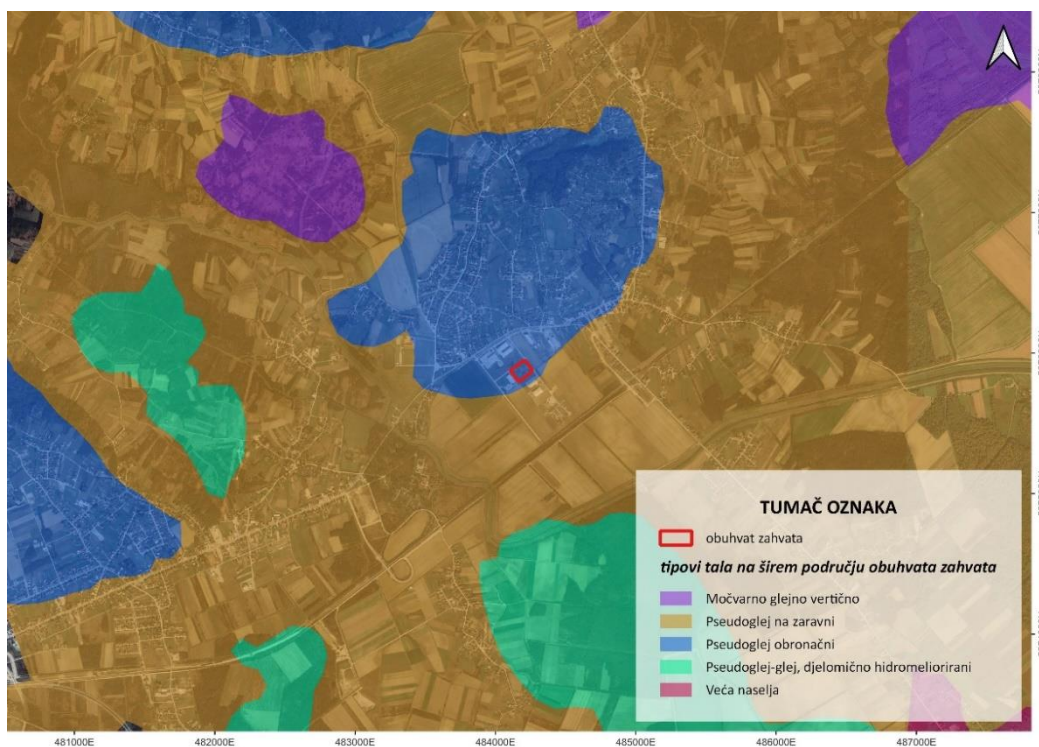 TUMAČ OZNAKA
obuhvat zahvata
tipovi tala na širem području obuhvata zahvata
Močvarno glejno vertično
Pseudoglej na zaravni
Pseudoglej obronačni
Pseudoglej-glej, djelomično hidromeliorirani
Veća naselja
481000E 482000E 483000E 484000E 485000E 486000E 487000E